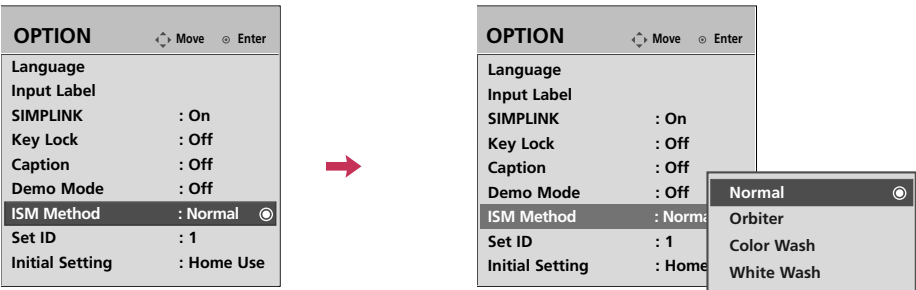 OPTION Move Enter
Language
Input Label
SIMPLINK : On
Key Lock : Off
Caption : Off
Demo Mode : Off
ISM Method : Normal
Set ID : 1
Initial Setting : Home Use
OPTION Move Enter
Language
Input Label
SIMPLINK : On
Key Lock : Off
Caption : Off
Demo Mode : Off
ISM Method : Norma
Set ID : 1
Initial Setting : Home
Normal
Orbiter
Color Wash
White Wash